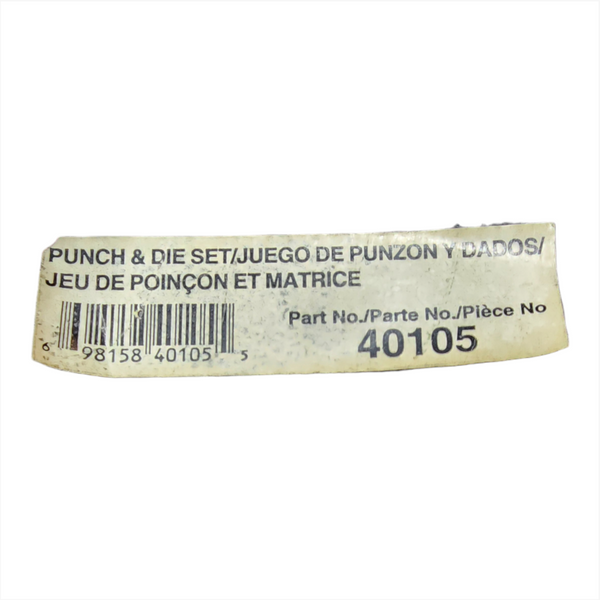 PUNCH & DIE SET/JUEGO DE PUNZON Y DADOS/
JEU DE POINÇON ET MATRICE
Part No./Parte No./Pièce No
40105
6 98158 40105 5